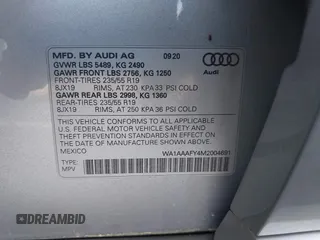 MFD. BY AUDI AG 09/20
GVWR LBS 5489, KG 2490
GAWR FRONT LBS 2756, KG 1250
FRONT-TIRES 235/55 R19
8JX19 RIMS, AT 230 KPA 33 PSI COLD
GAWR REAR LBS 2998, KG 1360
REAR-TIRES 235/55 R19
8JX19 RIMS, AT 250 KPA 36 PSI COLD
Audi
THIS VEHICLE CONFORMS TO ALL APPLICABLE
U.S. FEDERAL MOTOR VEHICLE SAFETY AND
THEFT PREVENTION STANDARDS IN EFFECT ON
THE DATE OF MANUFACTURE SHOWN ABOVE.
MEXICO WA1AAAFY4M2004681
TYPE:
MPV
DREAMBID